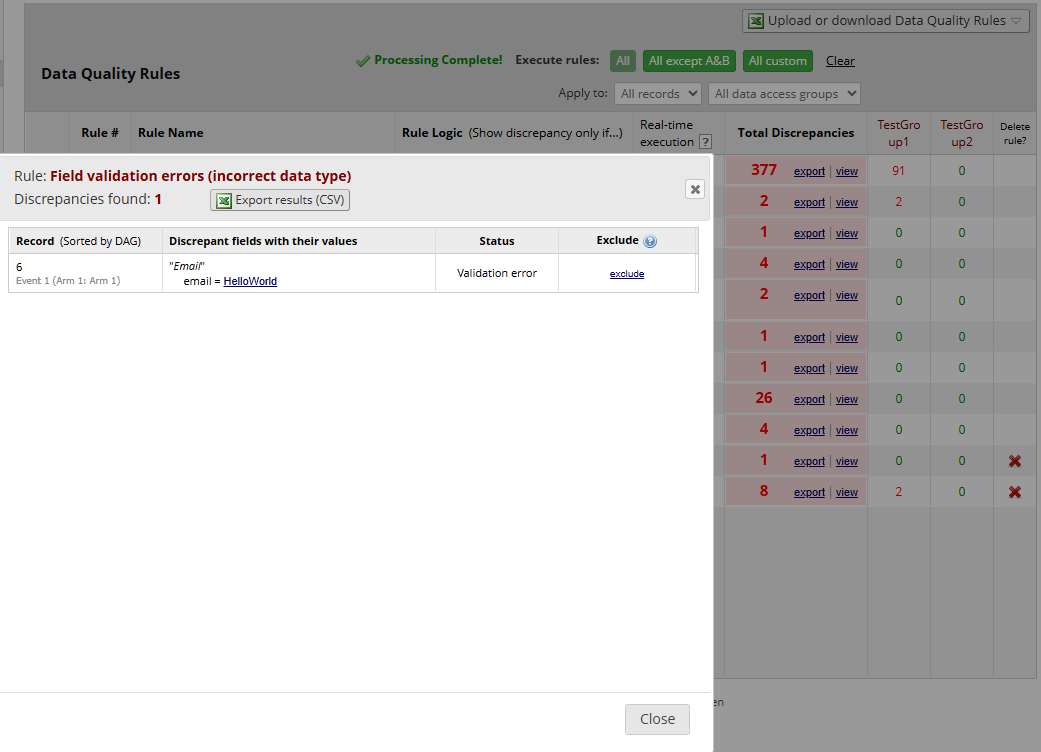 Upload or download Data Quality Rules
Processing Complete! Execute rules: All All except A&B All custom Clear
Data Quality Rules
Apply to: All records All data access groups
Rule # Rule Name Rule Logic (Show discrepancy only if...) Real-time execution ? Total Discrepancies TestGro up1 TestGro up2 Delete rule?
Rule: Field validation errors (incorrect data type)
Discrepancies found: 1 Export results (CSV)
Record (Sorted by DAG) Discrepant fields with their values Status Exclude ?
6 "Email"
Event 1 (Arm 1: Arm 1) email = HelloWorld Validation error exclude
377 export | view 91 0
2 export | view 2 0
1 export | view 0 0
4 export | view 0 0
2 export | view 0 0
1 export | view 0 0
1 export | view 0 0
26 export | view 0 0
4 export | view 0 0
1 export | view 0 0
8 export | view 2 0
en
Close